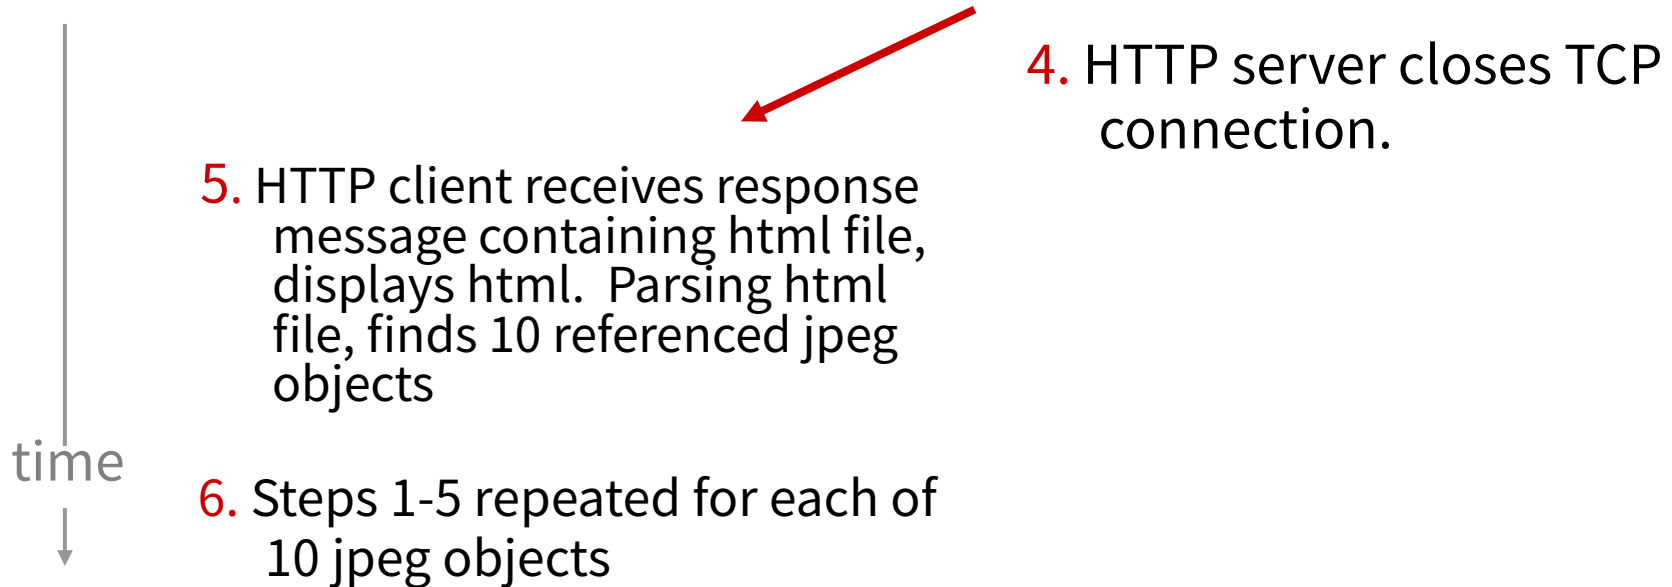 4. HTTP server closes TCP
connection.
5. HTTP client receives response
message containing html file,
displays html.  Parsing html
file, finds 10 referenced jpeg
objects
time
6. Steps 1-5 repeated for each of
10 jpeg objects